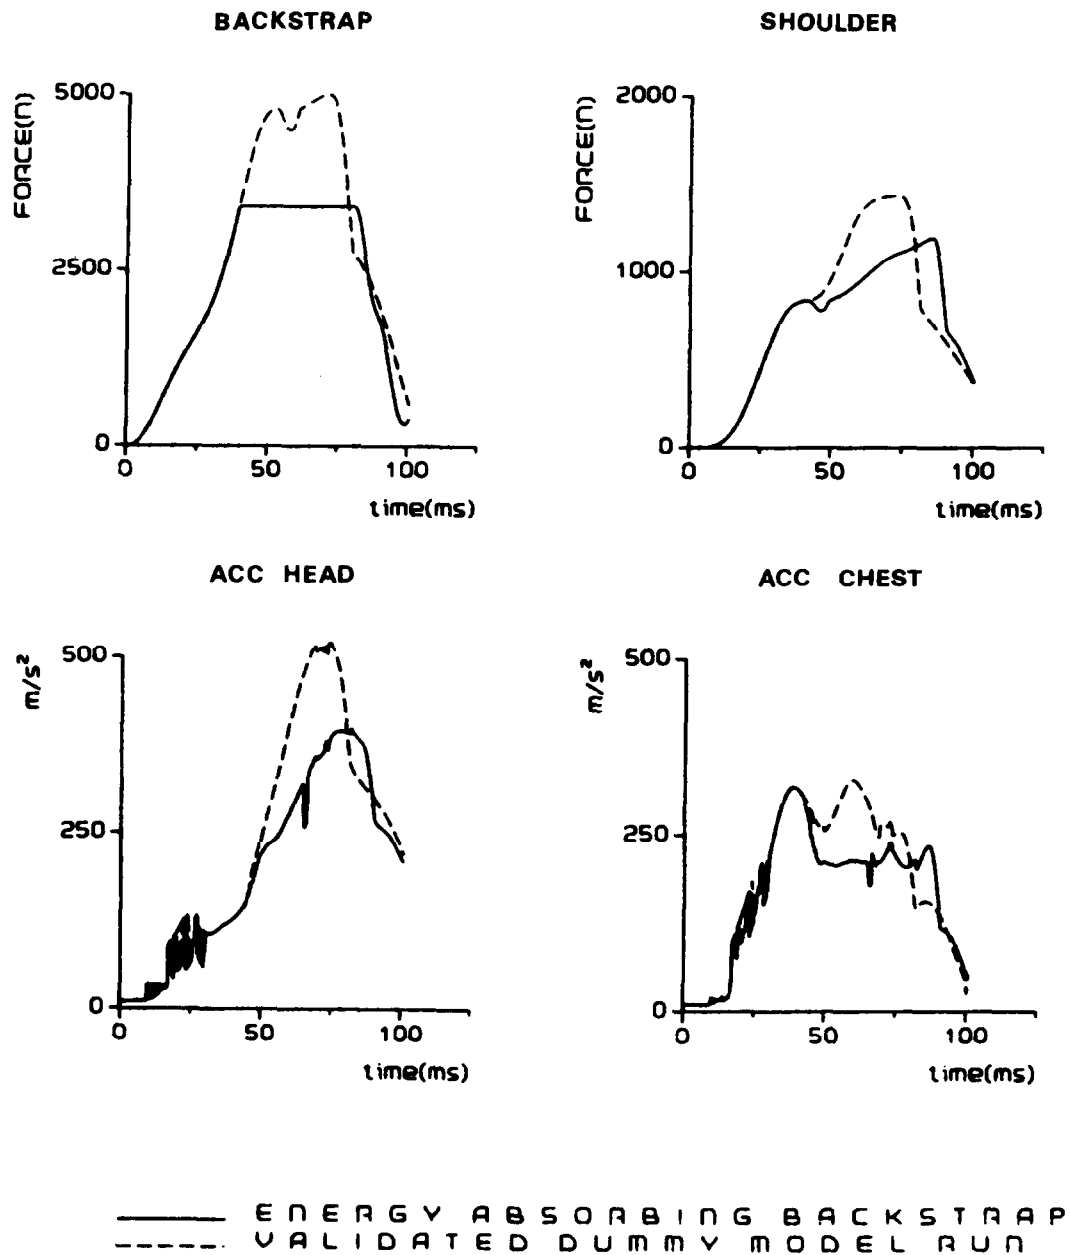 BACKSTRAP
SHOULDER
FORCE(N)
5000
2500
0
0
50
100
time(ms)
FORCE(N)
2000
1000
0
0
50
100
time(ms)
ACC HEAD
ACC CHEST
m/s²
500
250
0
0
50
100
time(ms)
m/s²
500
250
0
0
50
100
time(ms)
ENERGY ABSORBING BACKSTRAP
VALIDATED DUMMY MODEL RUN